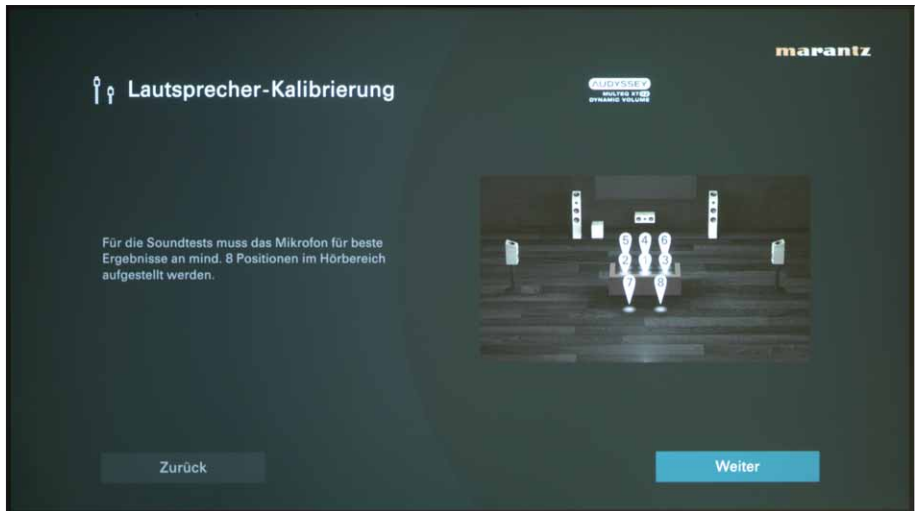 marantz
Lautsprecher-Kalibrierung
AUDYSSEY
MULTEQ XT32
DYNAMIC VOLUME
Für die Soundtests muss das Mikrofon für beste
Ergebnisse an mind. 8 Positionen im Hörbereich
aufgestellt werden.
5 4 6
2 1 3
7 8
Zurück
Weiter